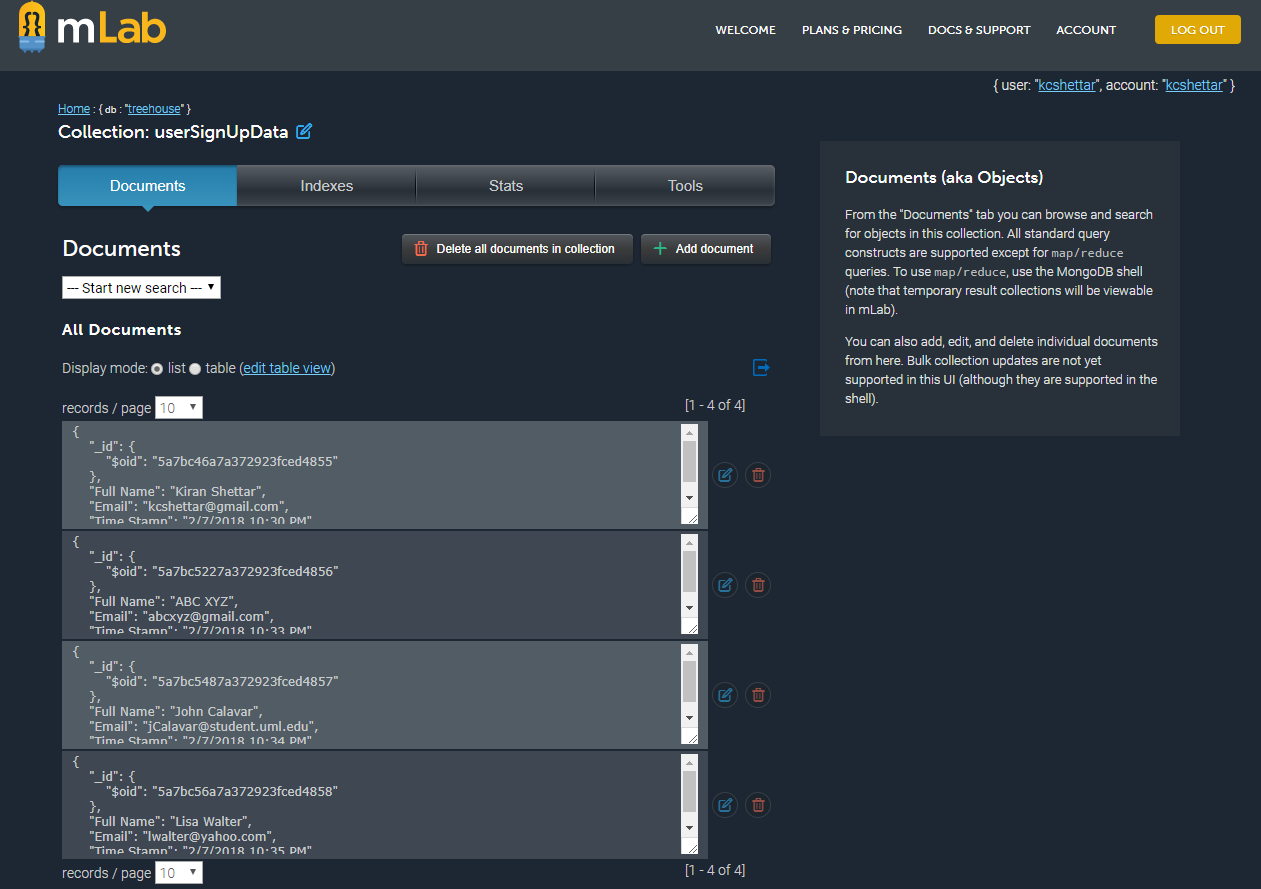 mLab
WELCOME PLANS & PRICING DOCS & SUPPORT ACCOUNT LOG OUT
{ user: "kcshettar", account: "kcshettar" }
Home : { db : "treehouse" }
Collection: userSignUpData
Documents Indexes Stats Tools
Documents
Delete all documents in collection
Add document
--- Start new search ---
All Documents
Display mode: list table (edit table view)
records / page 10
[1 - 4 of 4]
{
"_id": {
"$oid": "5a7bc46a7a372923fced4855"
},
"Full Name": "Kiran Shettar",
"Email": "kcshettar@gmail.com",
"Time Stamp": "2/7/2018 10:30 PM"
{
"_id": {
"$oid": "5a7bc5227a372923fced4856"
},
"Full Name": "ABC XYZ",
"Email": "abcxyz@gmail.com",
"Time Stamp": "2/7/2018 10:33 PM"
{
"_id": {
"$oid": "5a7bc5487a372923fced4857"
},
"Full Name": "John Calavar",
"Email": "jCalavar@student.uml.edu",
"Time Stamp": "2/7/2018 10:34 PM"
{
"_id": {
"$oid": "5a7bc56a7a372923fced4858"
},
"Full Name": "Lisa Walter",
"Email": "lwalter@yahoo.com",
"Time Stamp": "2/7/2018 10:35 PM"
records / page 10
[1 - 4 of 4]
Documents (aka Objects)
From the "Documents" tab you can browse and search
for objects in this collection. All standard query
constructs are supported except for map/reduce
queries. To use map/reduce, use the MongoDB shell
(note that temporary result collections will be viewable
in mLab).
You can also add, edit, and delete individual documents
from here. Bulk collection updates are not yet
supported in this UI (although they are supported in the
shell).